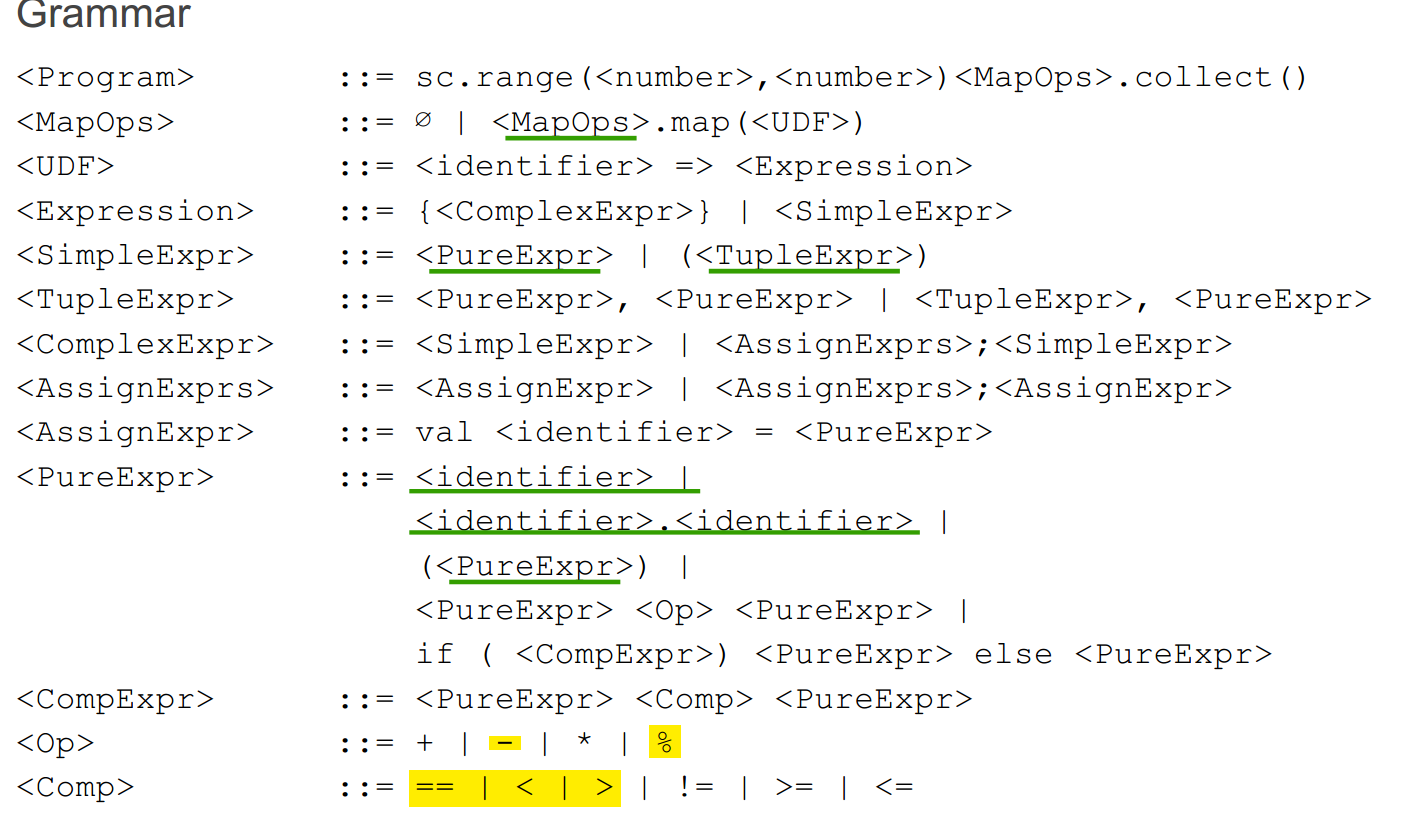 Grammar
<Program> ::= sc.range(<number>,<number>)<MapOps>.collect()
<MapOps> ::= ∅ | <MapOps>.map(<UDF>)
<UDF> ::= <identifier> => <Expression>
<Expression> ::= {<ComplexExpr>} | <SimpleExpr>
<SimpleExpr> ::= <PureExpr> | (<TupleExpr>)
<TupleExpr> ::= <PureExpr>, <PureExpr> | <TupleExpr>, <PureExpr>
<ComplexExpr> ::= <SimpleExpr> | <AssignExprs>;<SimpleExpr>
<AssignExprs> ::= <AssignExpr> | <AssignExprs>;<AssignExpr>
<AssignExpr> ::= val <identifier> = <PureExpr>
<PureExpr> ::= <identifier> |
<identifier>.<identifier> |
(<PureExpr>) |
<PureExpr> <Op> <PureExpr> |
if ( <CompExpr>) <PureExpr> else <PureExpr>
<CompExpr> ::= <PureExpr> <Comp> <PureExpr>
<Op> ::= + | - | * | %
<Comp> ::= == | < | > | != | >= | <=